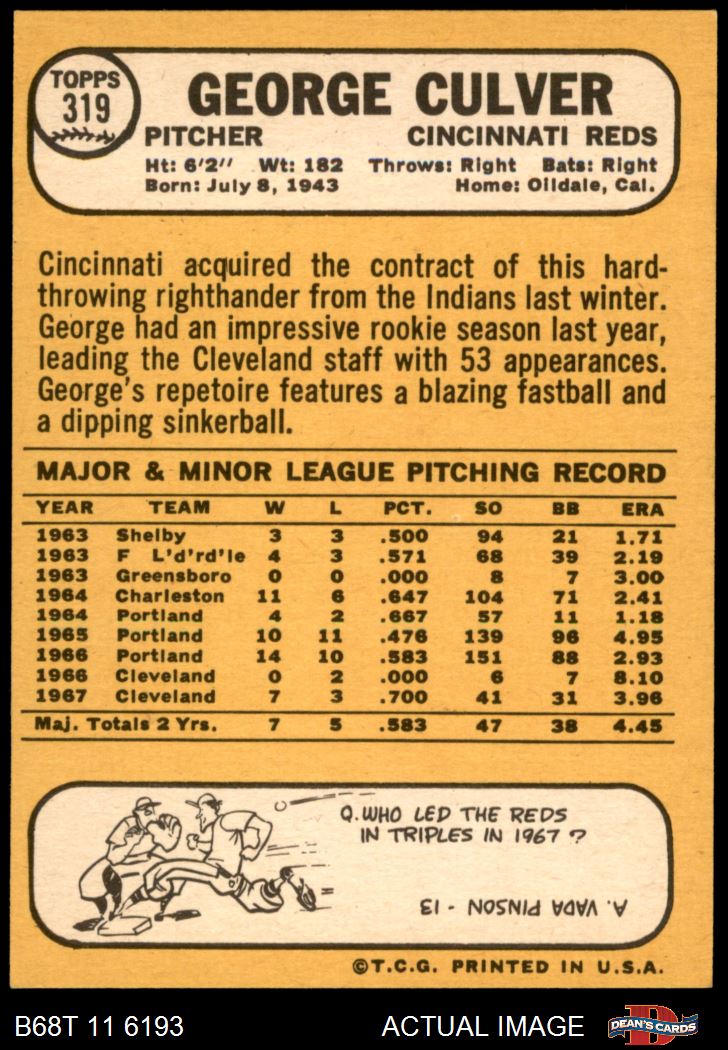 TOPPS
319
GEORGE CULVER
PITCHER CINCINNATI REDS
Ht: 6'2" Wt: 182 Throws: Right Bats: Right
Born: July 8, 1943 Home: Oildale, Cal.
Cincinnati acquired the contract of this hard-
throwing righthander from the Indians last winter.
George had an impressive rookie season last year,
leading the Cleveland staff with 53 appearances.
George's repetoire features a blazing fastball and
a dipping sinkerball.
MAJOR & MINOR LEAGUE PITCHING RECORD
YEAR TEAM W L PCT. SO BB ERA
1963 Shelby 3 3 .500 94 21 1.71
1963 F L'd'rd'le 4 3 .571 68 39 2.19
1963 Greensboro 0 0 .000 8 7 3.00
1964 Charleston 11 6 .647 104 71 2.41
1964 Portland 4 2 .667 57 11 1.18
1965 Portland 10 11 .476 139 96 4.95
1966 Portland 14 10 .583 151 88 2.93
1966 Cleveland 0 2 .000 6 7 8.10
1967 Cleveland 7 3 .700 41 31 3.96
Maj. Totals 2 Yrs. 7 5 .583 47 38 4.45
Q. WHO LED THE REDS
IN TRIPLES IN 1967 ?
A. VADA PINSON - 13
©T.C.G. PRINTED IN U.S.A.
B68T 11 6193 ACTUAL IMAGE DEAN'S CARDS